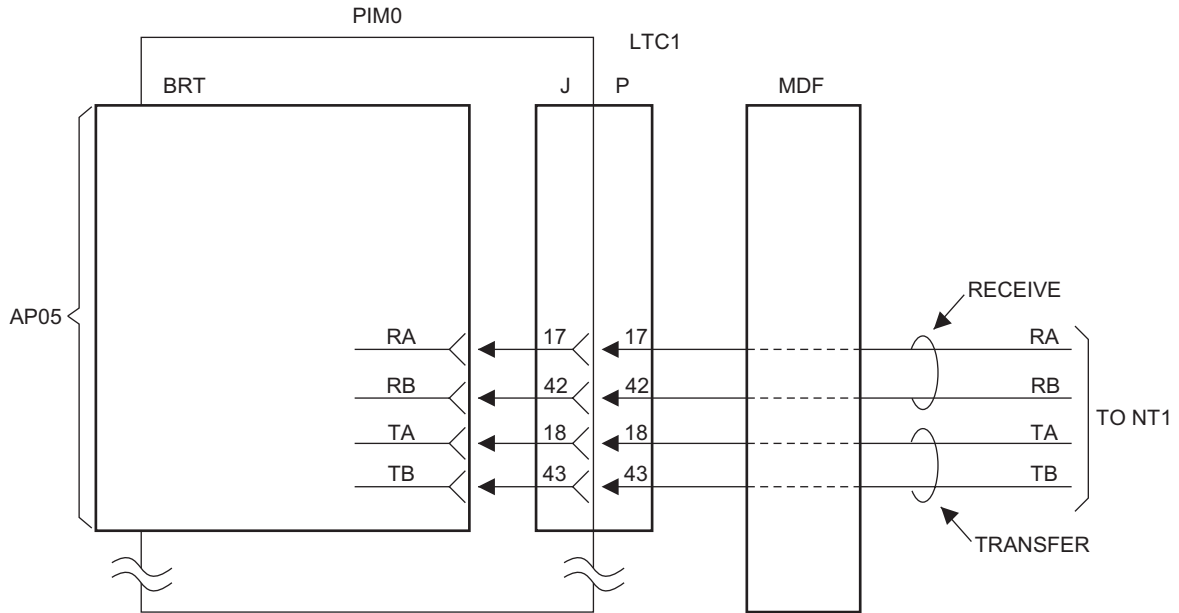 PIM0
LTC1
BRT J P MDF
RECEIVE
AP05
RA 17 17 RA
RB 42 42 RB
TO NT1
TA 18 18 TA
TB 43 43 TB
TRANSFER